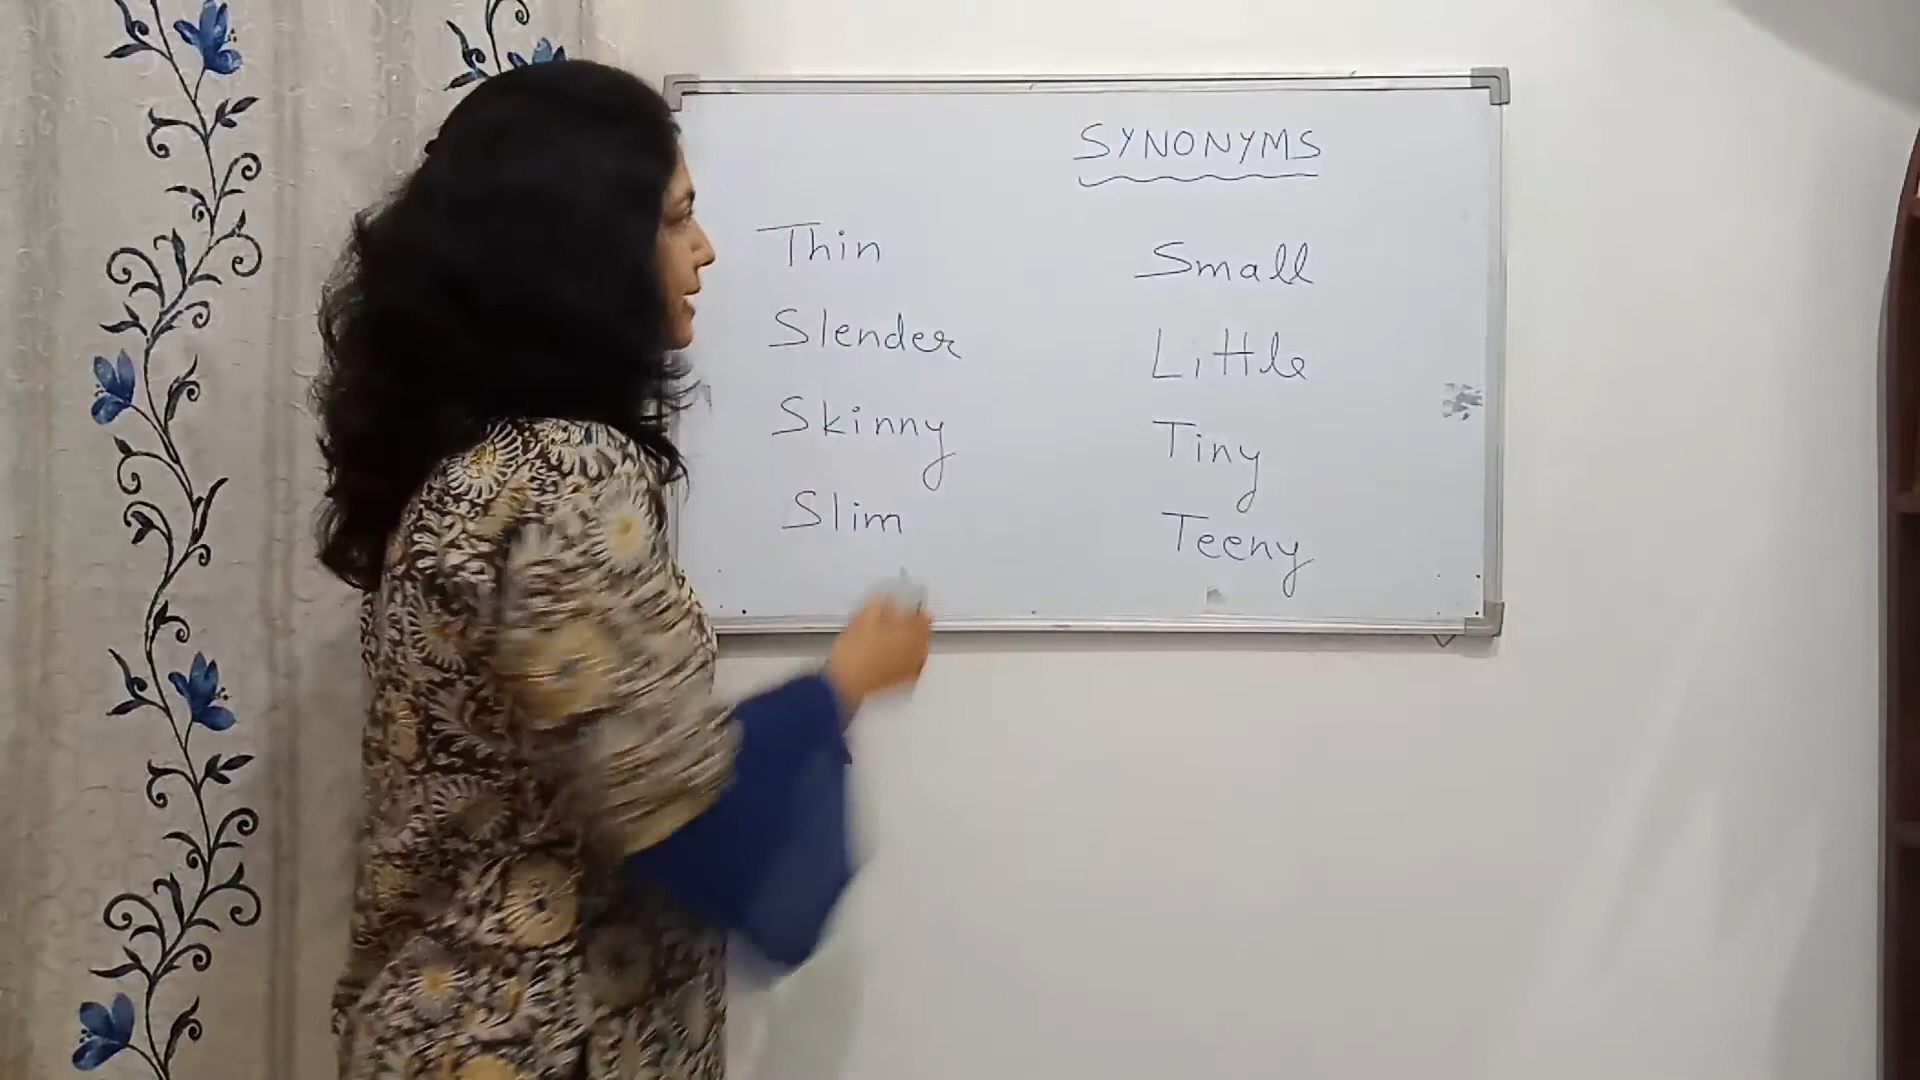 SYNONYMS
Thin
Slender
Skinny
Slim
Small
Little
Tiny
Teeny